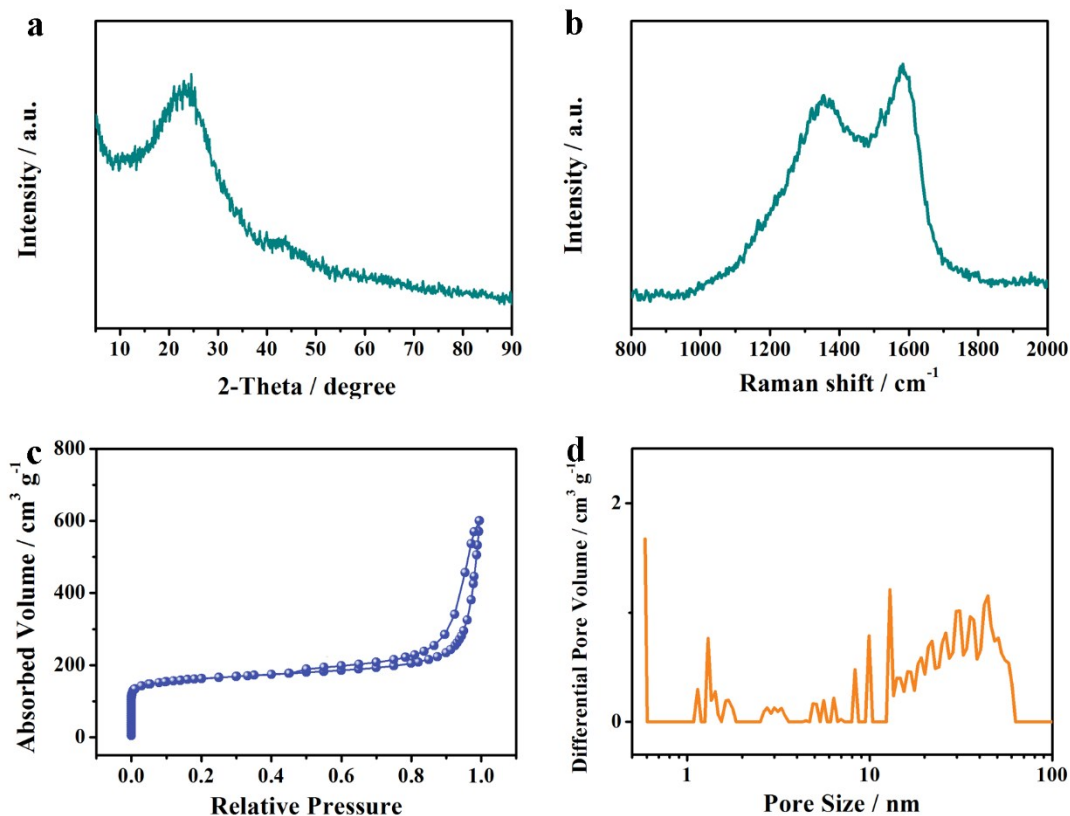 a
Intensity / a.u.
10 20 30 40 50 60 70 80 90
2-Theta / degree
b
Intensity / a.u.
800 1000 1200 1400 1600 1800 2000
Raman shift / cm⁻¹
c
Absorbed Volume / cm³ g⁻¹
800
600
400
200
0
0.0 0.2 0.4 0.6 0.8 1.0
Relative Pressure
d
Differential Pore Volume / cm³ g⁻¹
2
1
0
1 10 100
Pore Size / nm